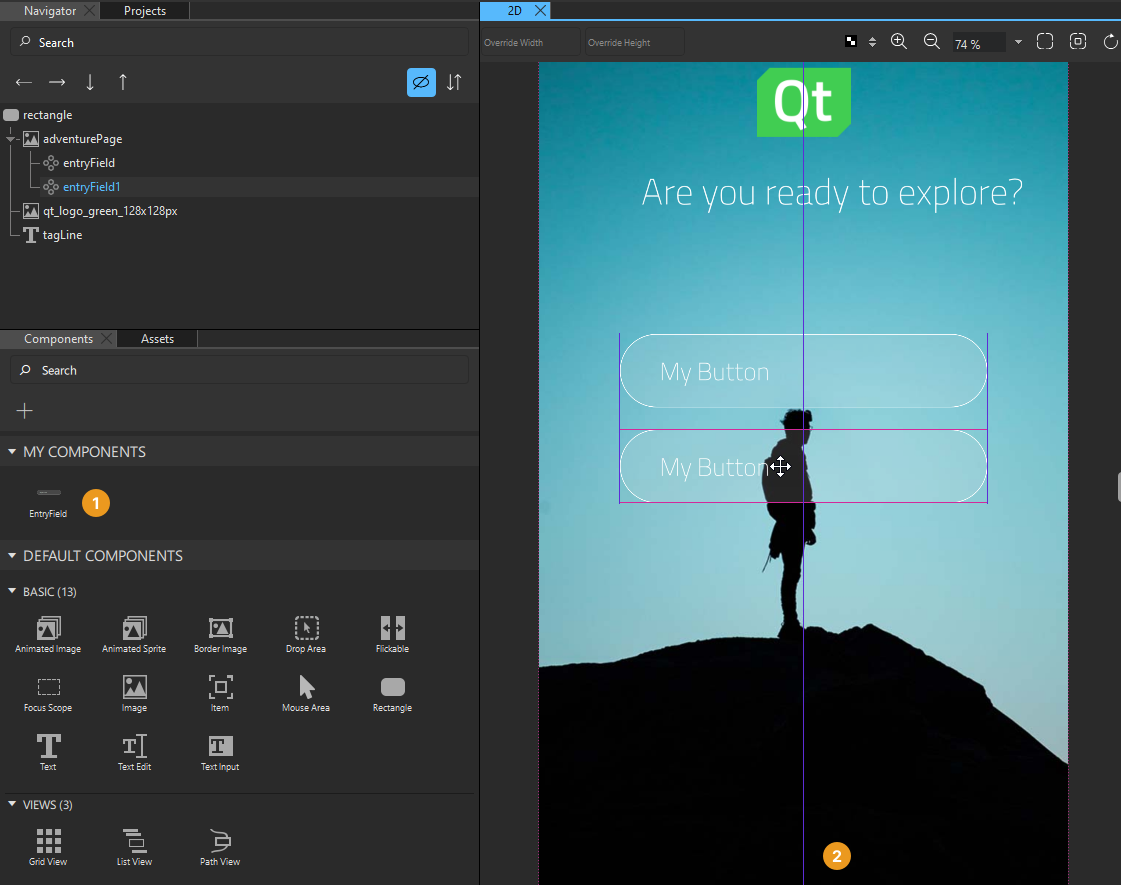 Navigator
Projects
Search
rectangle
adventurePage
entryField
entryField1
qt_logo_green_128x128px
tagLine
Components
Assets
Search
MY COMPONENTS
EntryField
1
DEFAULT COMPONENTS
BASIC (13)
Animated Image
Animated Sprite
Border Image
Drop Area
Flickable
Focus Scope
Image
Item
Mouse Area
Rectangle
Text
Text Edit
Text Input
VIEWS (3)
Grid View
List View
Path View
2D
Override Width
Override Height
74 %
Qt
Are you ready to explore?
My Button
My Button
2